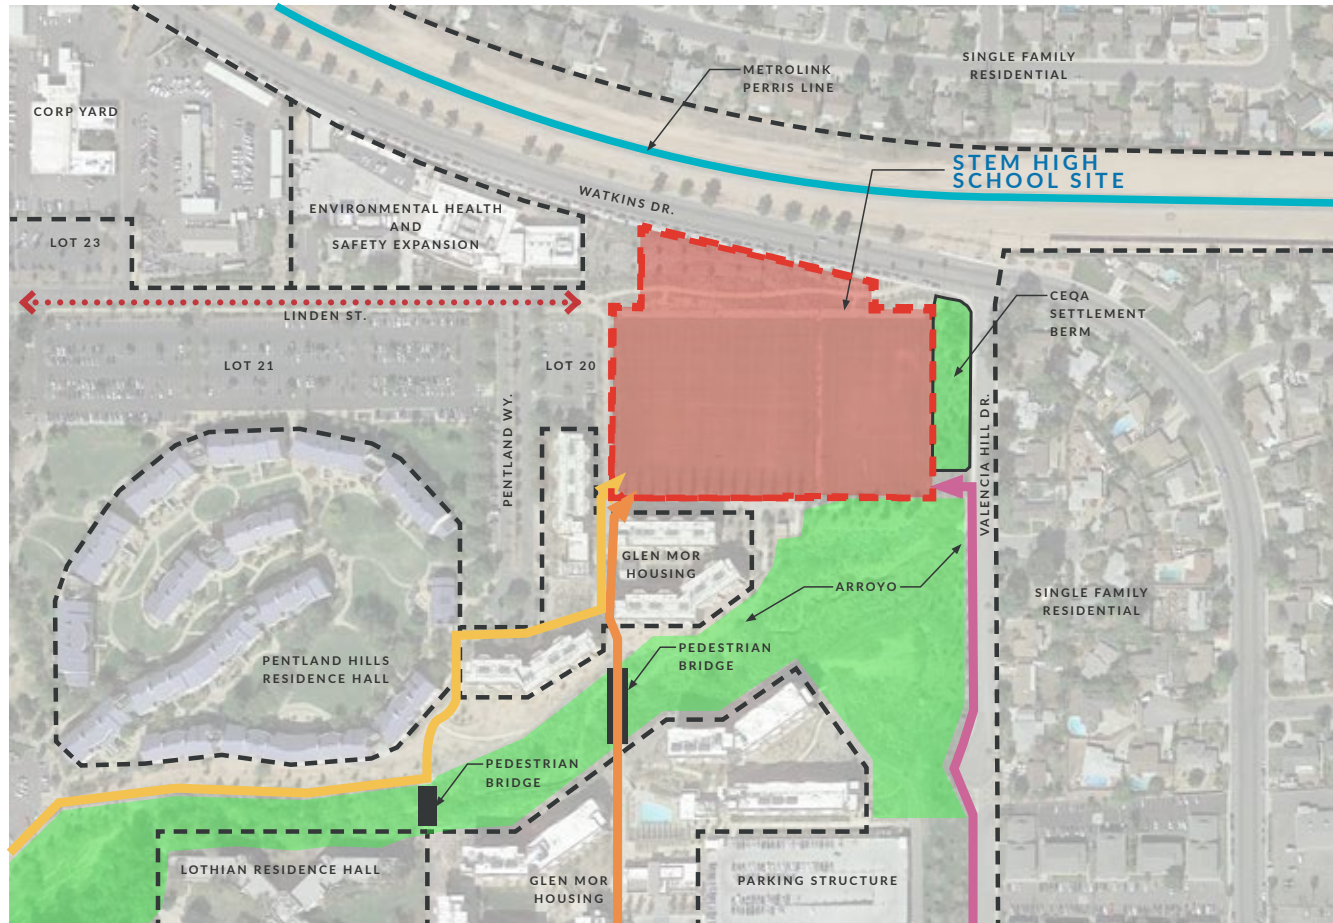 SINGLE FAMILY
RESIDENTIAL
METROLINK
PERRIS LINE
CORP YARD
STEM HIGH
SCHOOL SITE
WATKINS DR.
ENVIRONMENTAL HEALTH
AND
SAFETY EXPANSION
LOT 23
CEQA
SETTLEMENT
BERM
LINDEN ST.
LOT 21
LOT 20
PENTLAND WY.
VALENCIA HILL DR.
GLEN MOR
HOUSING
ARROYO
SINGLE FAMILY
RESIDENTIAL
PEDESTRIAN
BRIDGE
PENTLAND HILLS
RESIDENCE HALL
PEDESTRIAN
BRIDGE
LOTHIAN RESIDENCE HALL
GLEN MOR
HOUSING
PARKING STRUCTURE